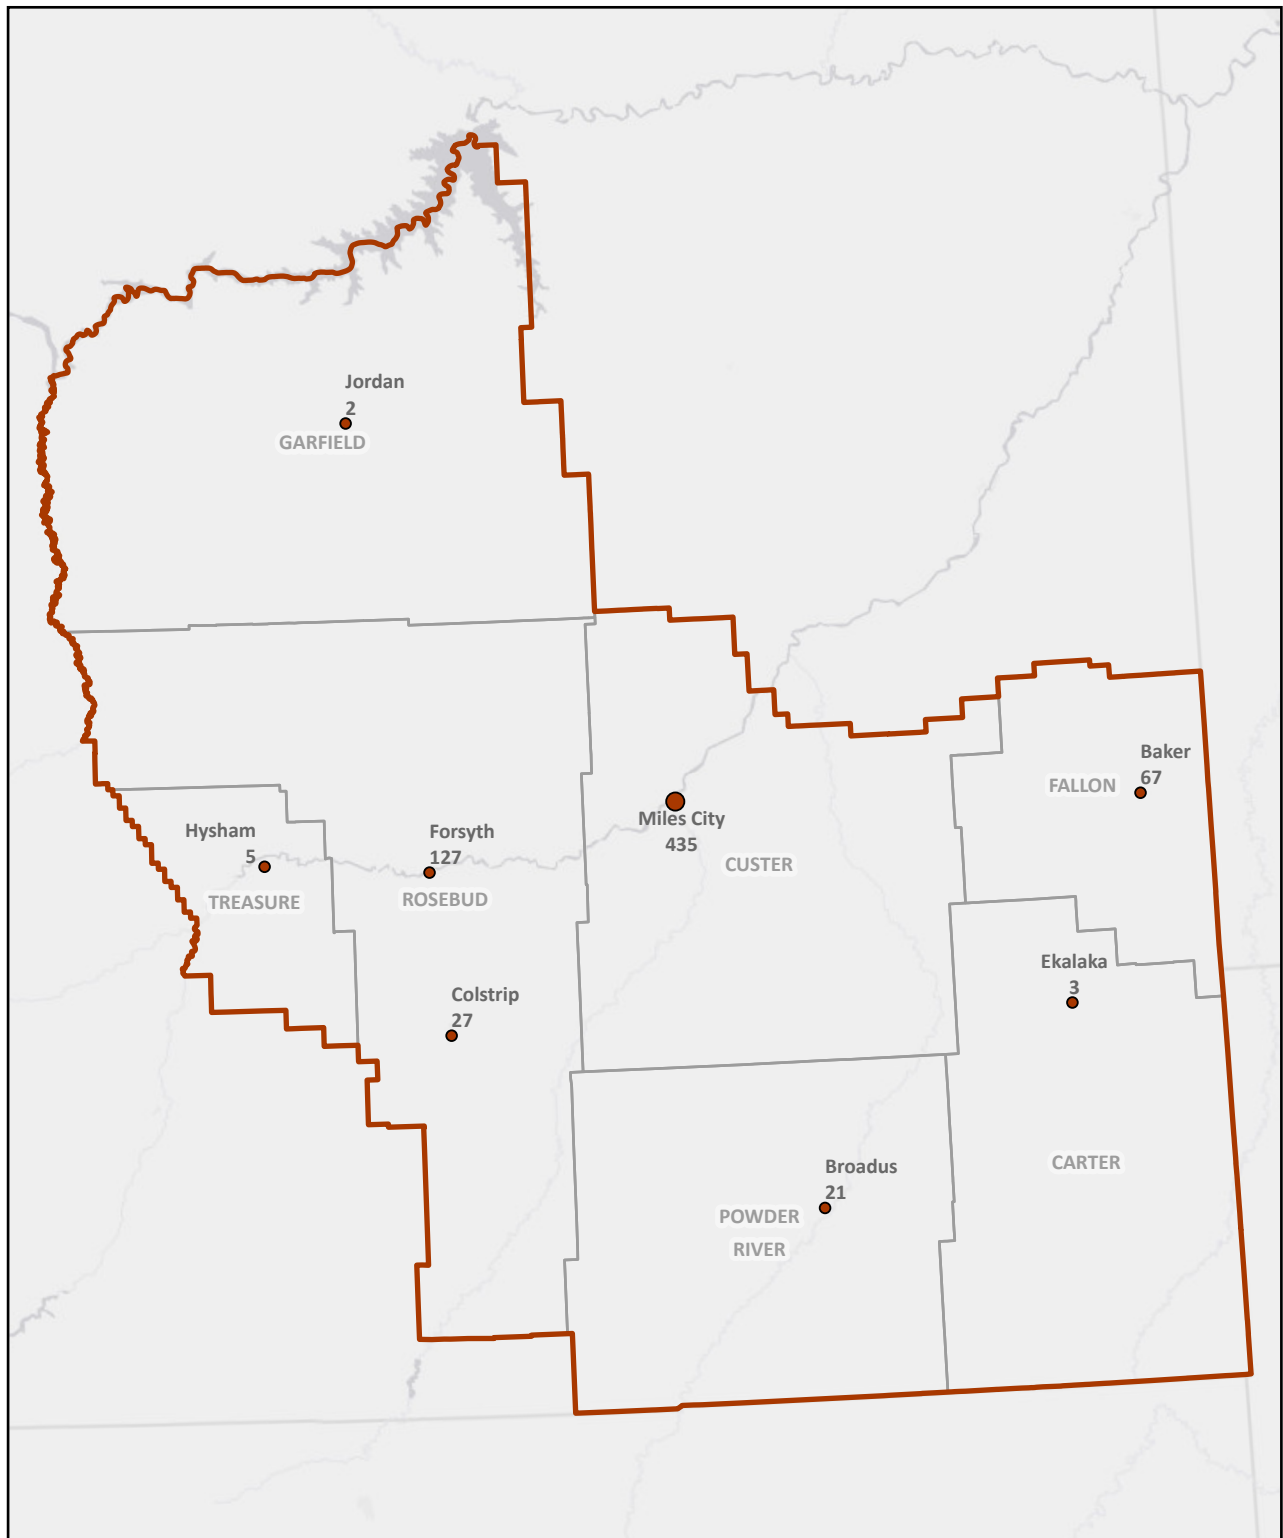 Jordan
2
GARFIELD
Baker
67
FALLON
Hysham
5
TREASURE
Forsyth
127
ROSEBUD
Miles City
435
CUSTER
Ekalaka
3
Colstrip
27
CARTER
Broadus
21
POWDER
RIVER